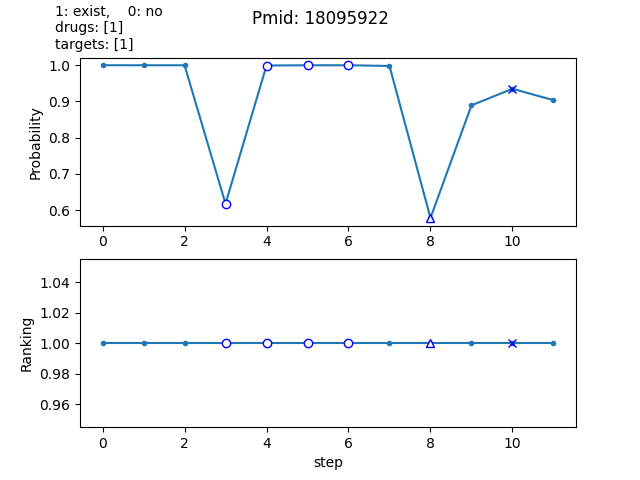 1: exist,    0: no
drugs: [1]
targets: [1]
Pmid: 18095922
Probability
1.0
0.9
0.8
0.7
0.6
0 2 4 6 8 10
Ranking
1.04
1.02
1.00
0.98
0.96
0 2 4 6 8 10
step